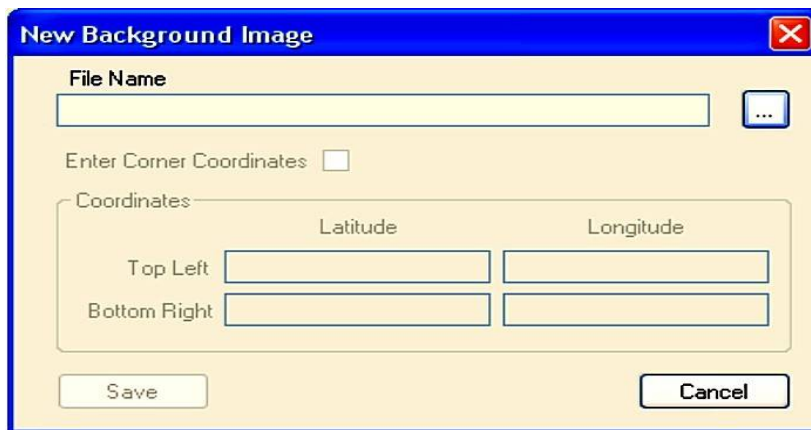 New Background Image
File Name
...
Enter Corner Coordinates
Coordinates
Latitude Longitude
Top Left
Bottom Right
Save Cancel